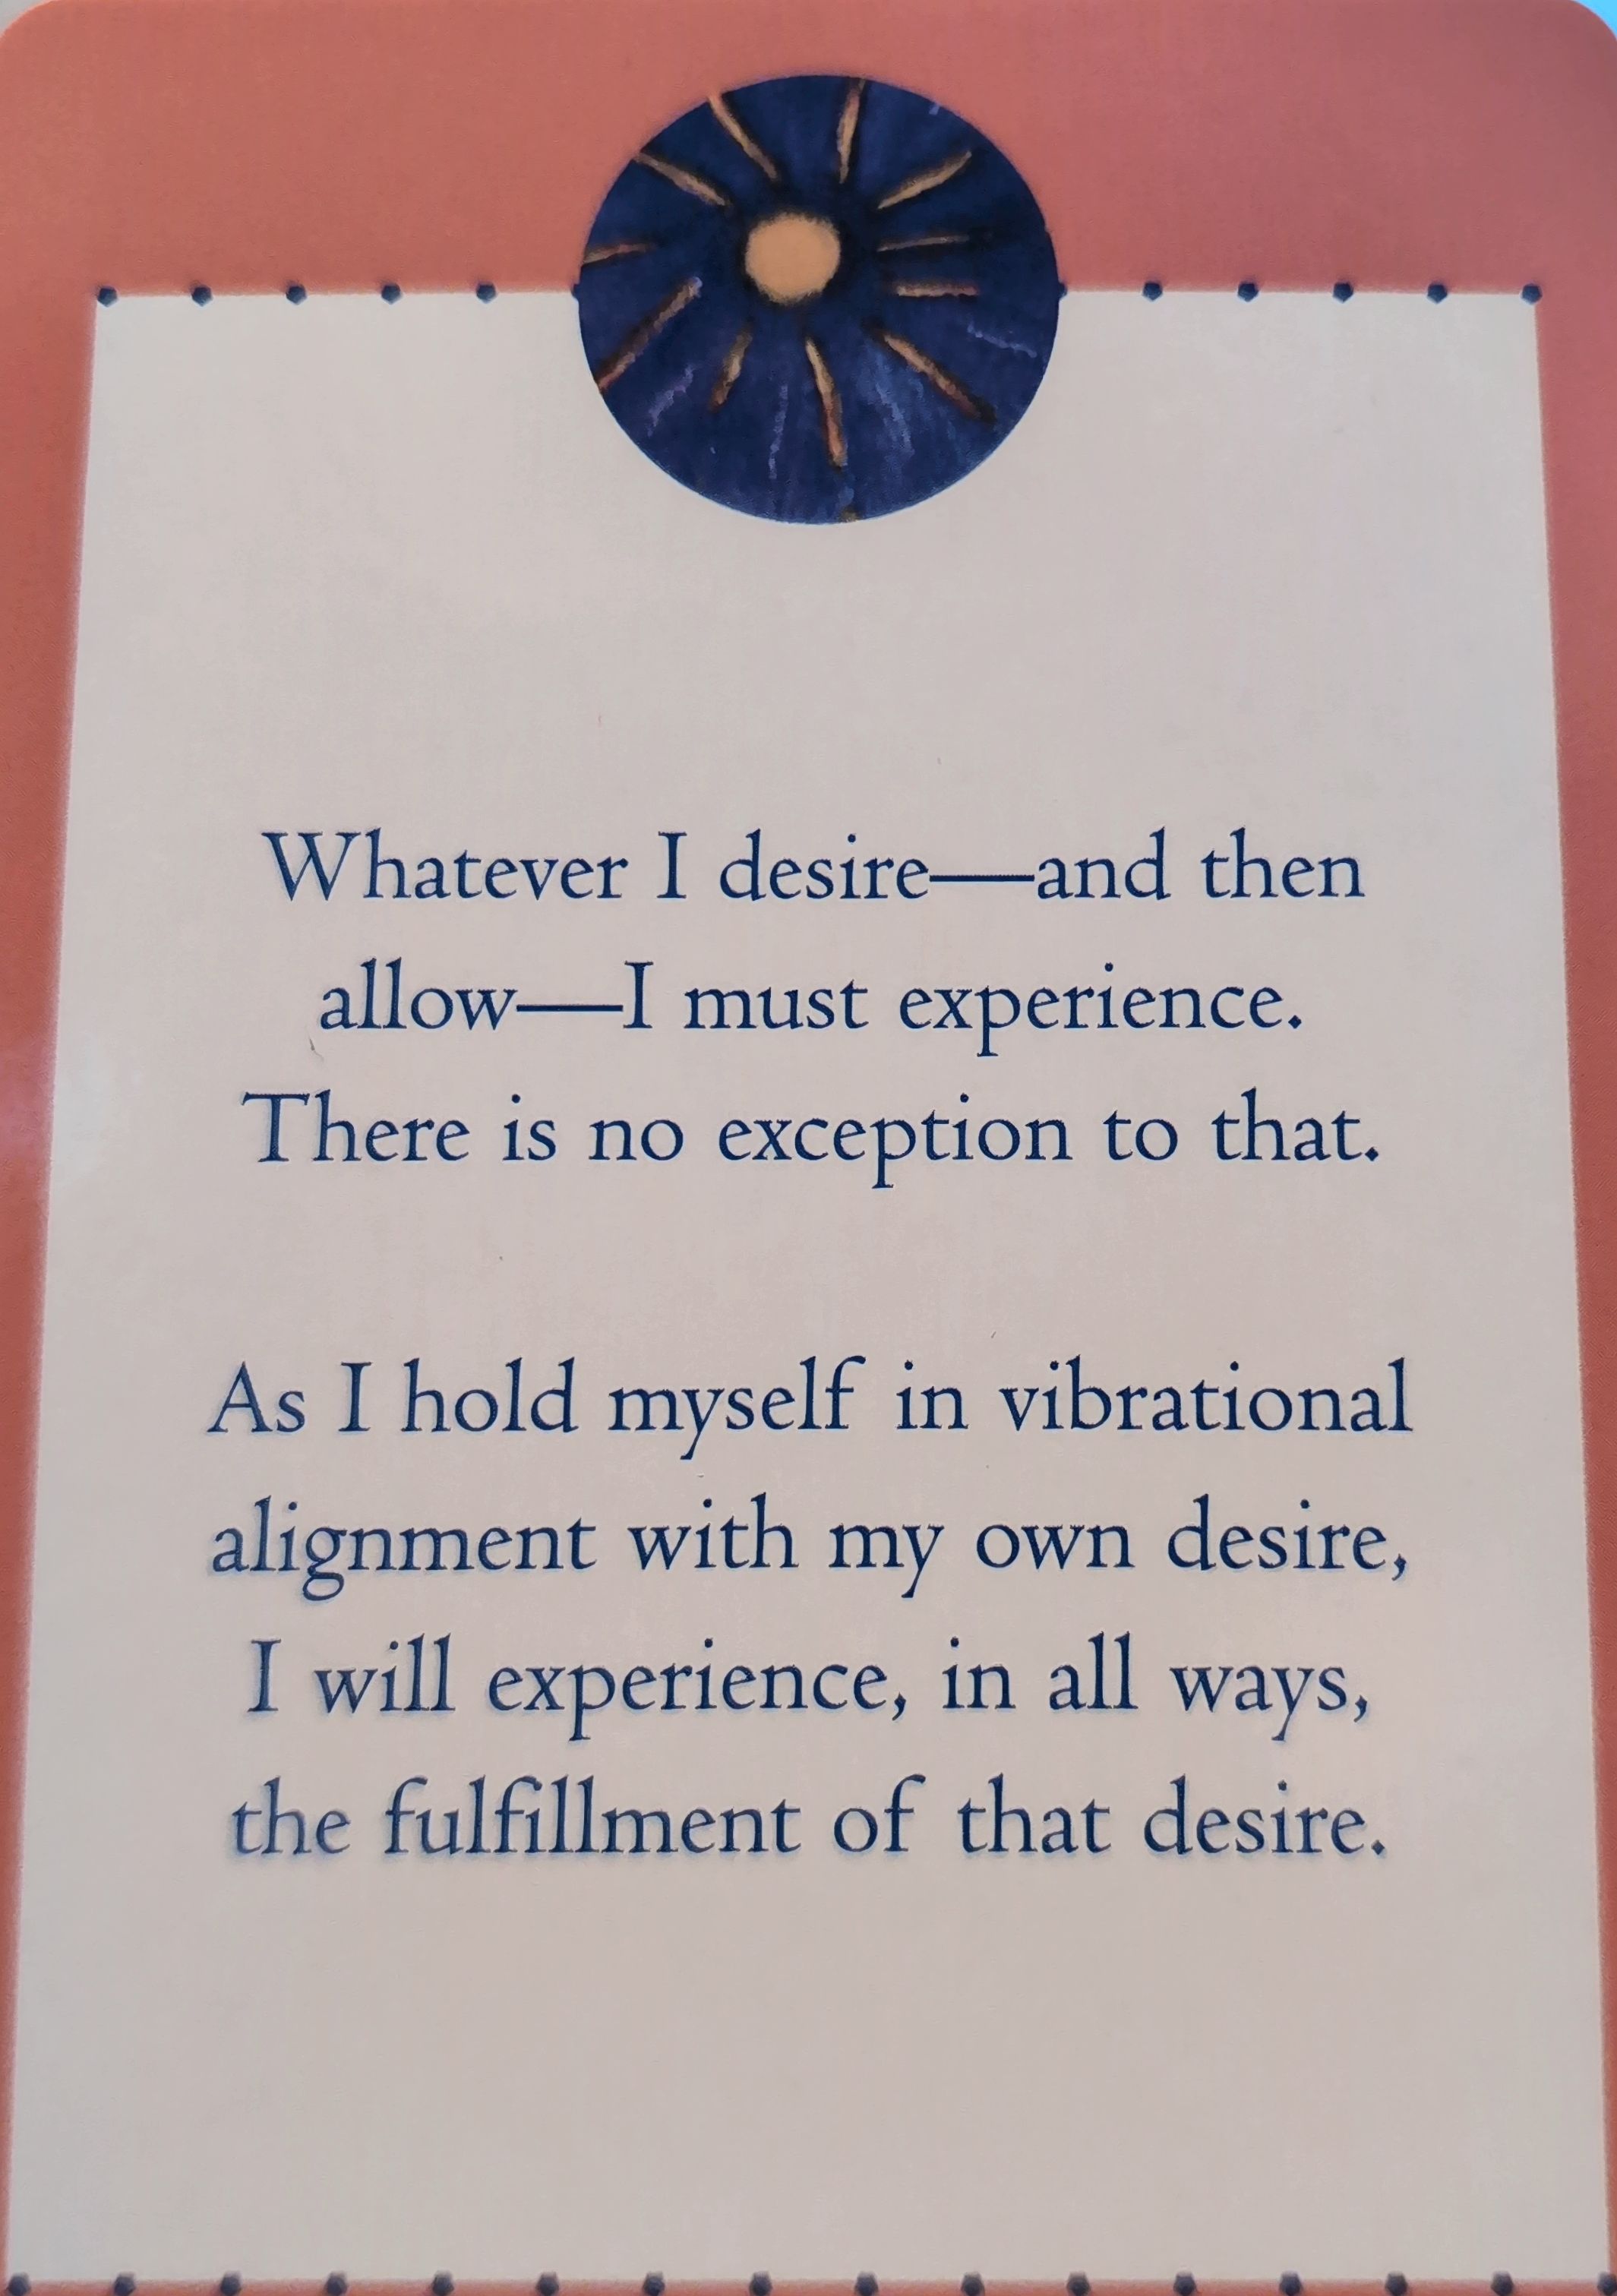 Whatever I desire—and then
allow—I must experience.
There is no exception to that.
As I hold myself in vibrational
alignment with my own desire,
I will experience, in all ways,
the fulfillment of that desire.